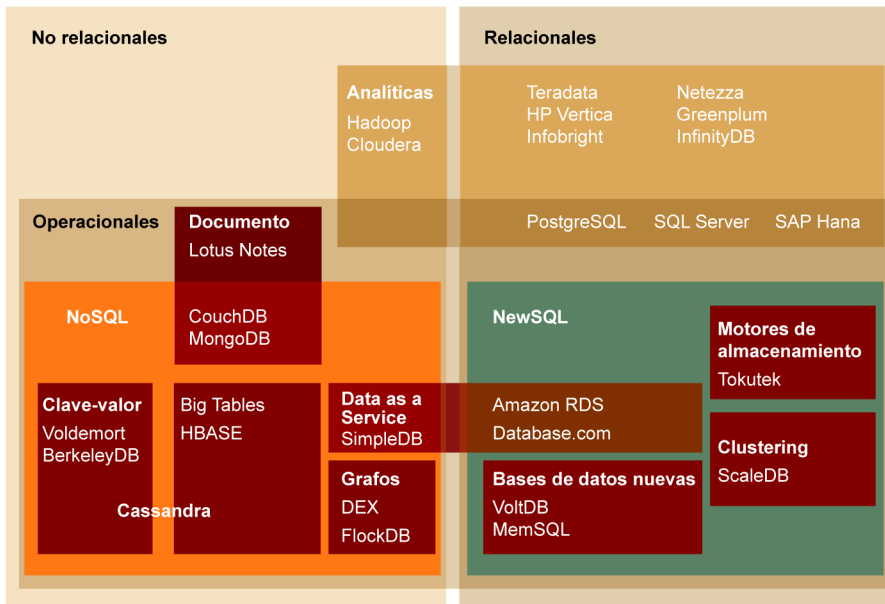 No relacionales
Relacionales
Analíticas
Hadoop
Cloudera
Teradata
HP Vertica
Infobright
Netezza
Greenplum
InfinityDB
Operacionales
PostgreSQL
SQL Server
SAP Hana
Documento
Lotus Notes
NoSQL
CouchDB
MongoDB
Clave-valor
Voldemort
BerkeleyDB
Big Tables
HBASE
Cassandra
Data as a
Service
SimpleDB
Amazon RDS
Database.com
Grafos
DEX
FlockDB
NewSQL
Motores de
almacenamiento
Tokutek
Clustering
ScaleDB
Bases de datos nuevas
VoltDB
MemSQL